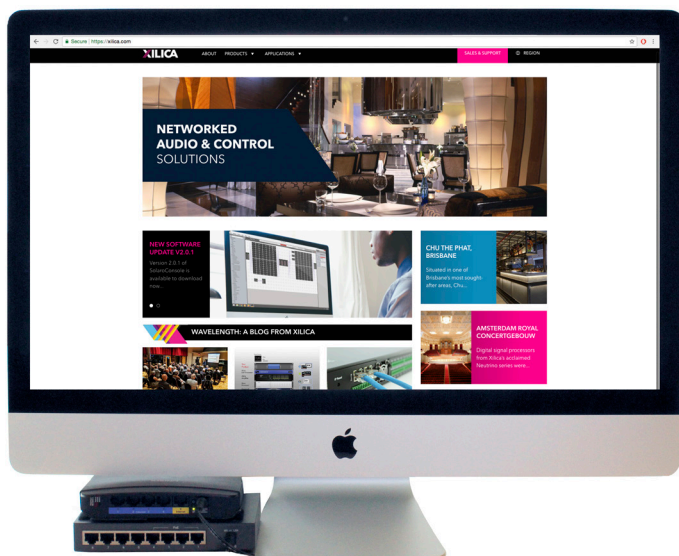 Secure https://xilica.com
XILICA
ABOUT PRODUCTS APPLICATIONS
SALES & SUPPORT REGION
NETWORKED
AUDIO & CONTROL
SOLUTIONS
NEW SOFTWARE
UPDATE V2.0.1
Version 2.0.1 of
SolaroConsole is
available to download
now...
CHU THE PHAT,
BRISBANE
Situated in one of
Brisbane's most sought
after areas, Chu...
WAVELENGTH: A BLOG FROM XILICA
AMSTERDAM ROYAL
CONCERTGEBOUW
Digital signal processors
from Xilica's acclaimed
Neutrino series were...
PoE